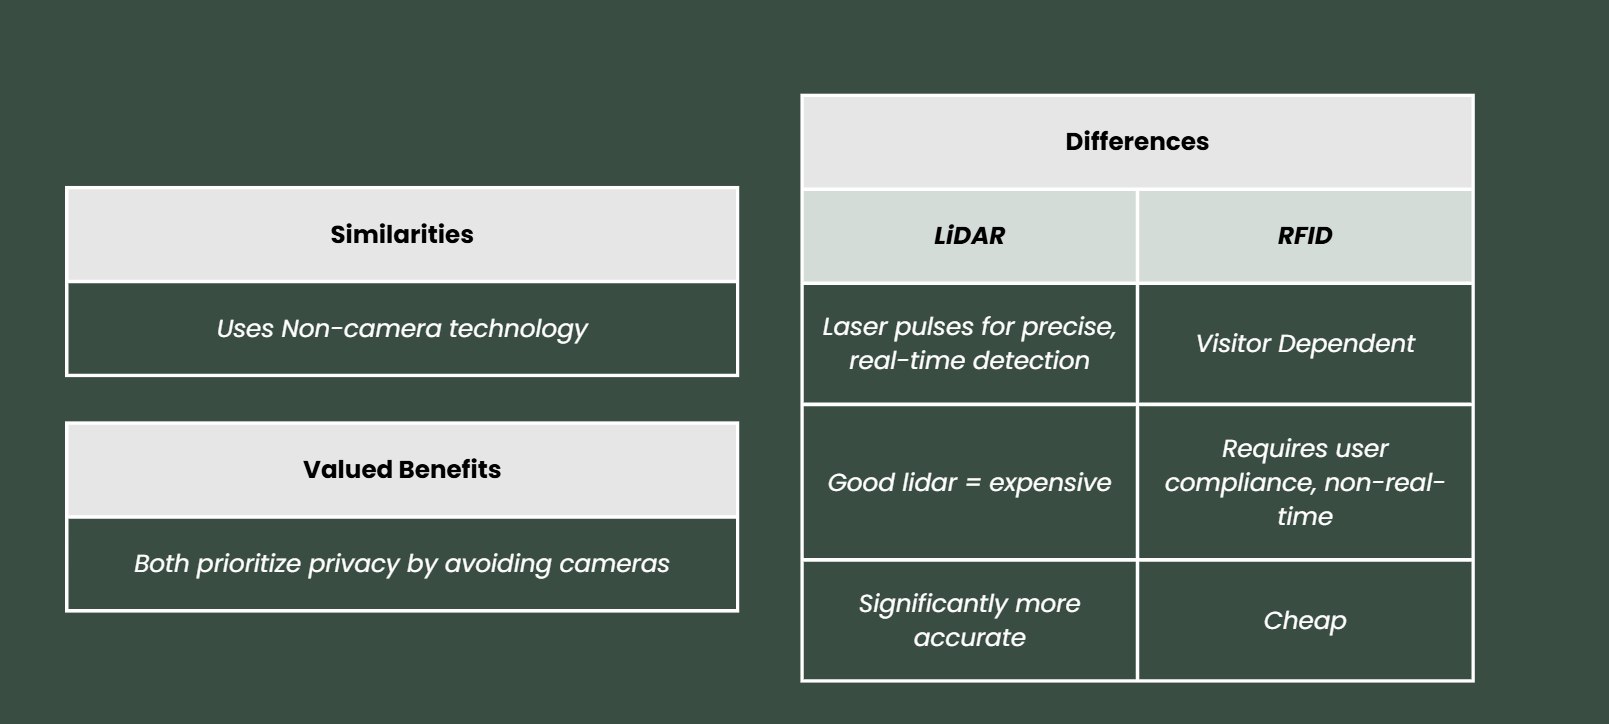 Similarities
Uses Non-camera technology
Valued Benefits
Both prioritize privacy by avoiding cameras
Differences
LiDAR
RFID
Laser pulses for precise,
real-time detection
Visitor Dependent
Good lidar = expensive
Requires user
compliance, non-real-
time
Significantly more
accurate
Cheap